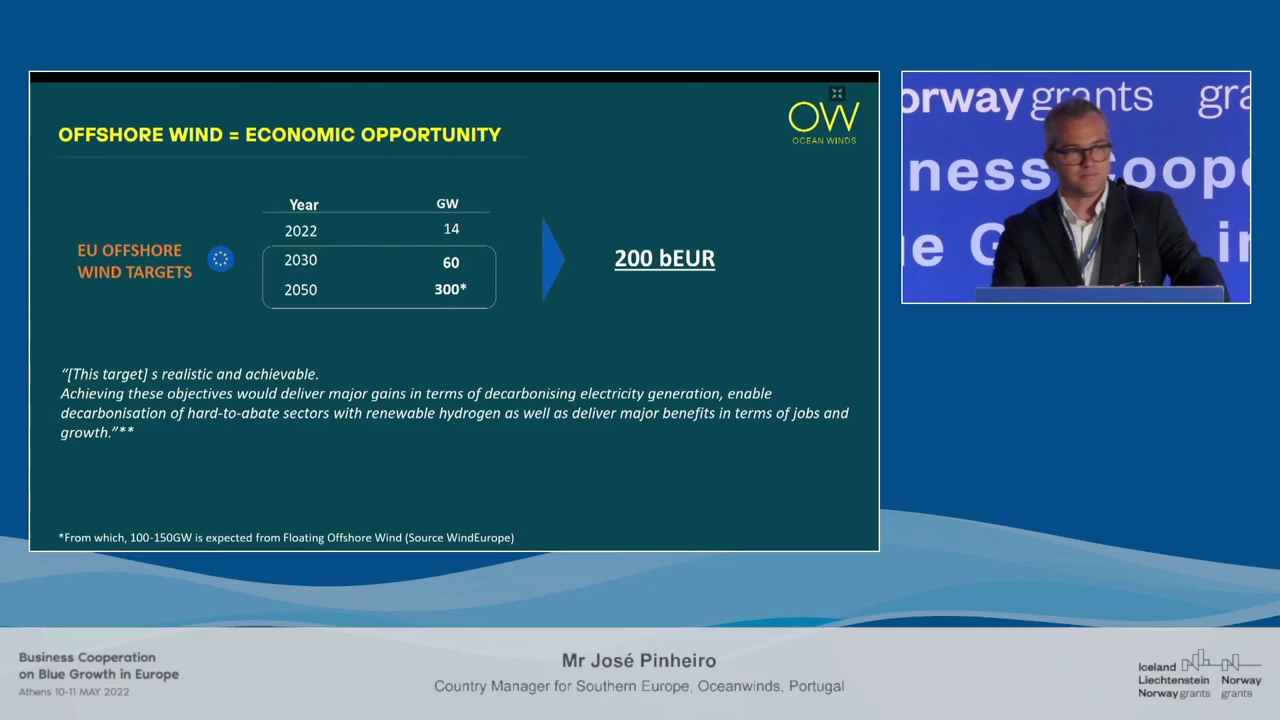 OFFSHORE WIND = ECONOMIC OPPORTUNITY
OW
OCEAN WINDS
EU OFFSHORE
WIND TARGETS
Year GW
2022 14
2030 60
2050 300*
200 bEUR
“[This target] s realistic and achievable.
Achieving these objectives would deliver major gains in terms of decarbonising electricity generation, enable
decarbonisation of hard-to-abate sectors with renewable hydrogen as well as deliver major benefits in terms of jobs and
growth.”**
*From which, 100-150GW is expected from Floating Offshore Wind (Source WindEurope)
orway grants gra
ness Coope
ue G in
Business Cooperation
on Blue Growth in Europe
Athens 10-11 MAY 2022
Mr José Pinheiro
Country Manager for Southern Europe, Oceanwinds, Portugal
Iceland
Liechtenstein Norway
Norway grants grants